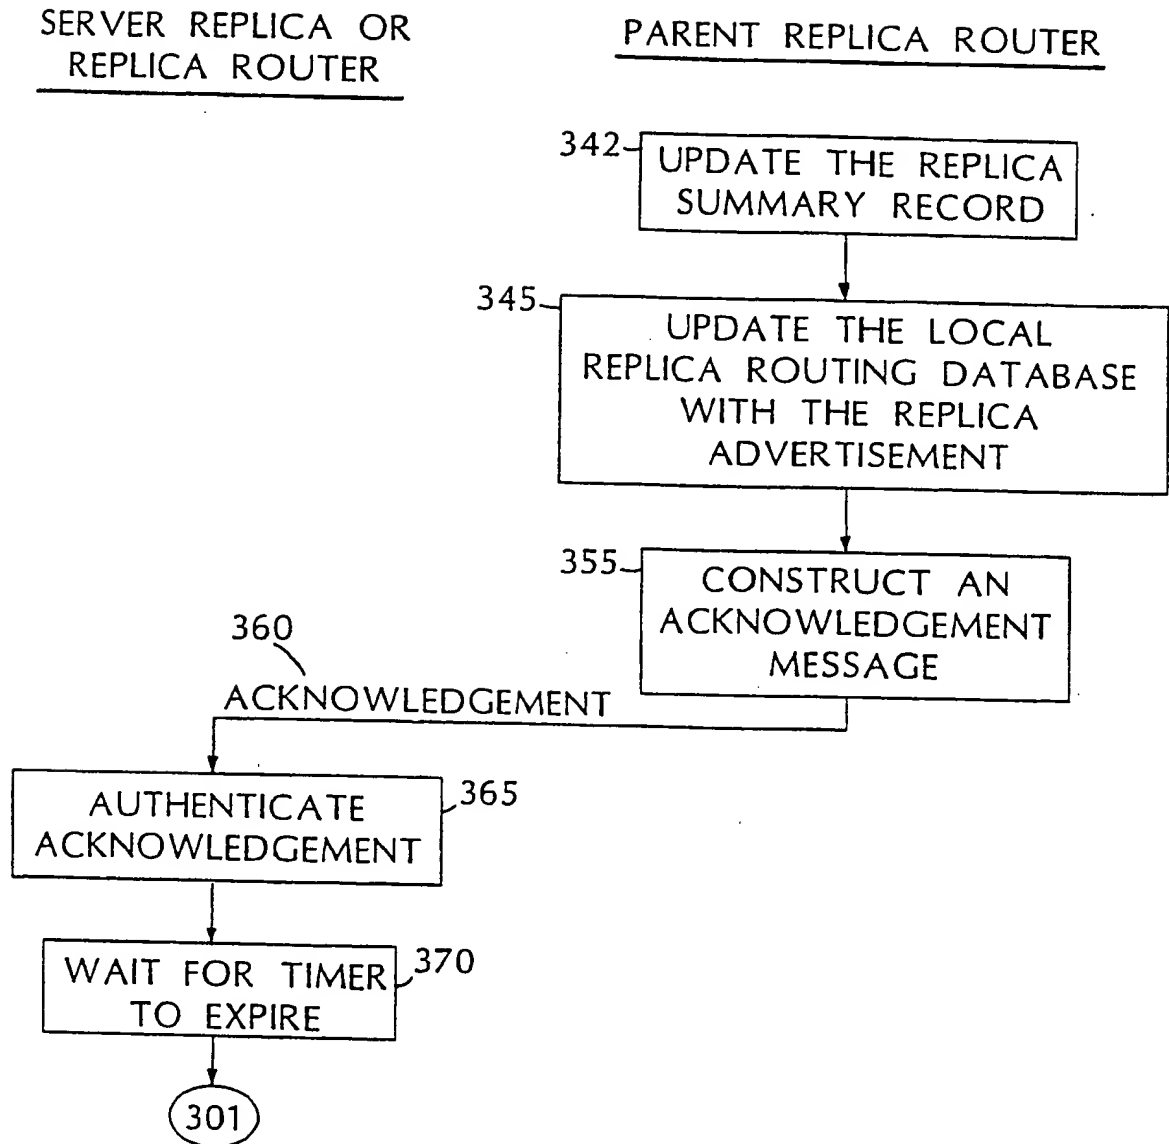 SERVER REPLICA OR
REPLICA ROUTER
PARENT REPLICA ROUTER
342
UPDATE THE REPLICA
SUMMARY RECORD
345
UPDATE THE LOCAL
REPLICA ROUTING DATABASE
WITH THE REPLICA
ADVERTISEMENT
355
CONSTRUCT AN
ACKNOWLEDGEMENT
MESSAGE
360
ACKNOWLEDGEMENT
AUTHENTICATE
ACKNOWLEDGEMENT
365
WAIT FOR TIMER
TO EXPIRE
370
301